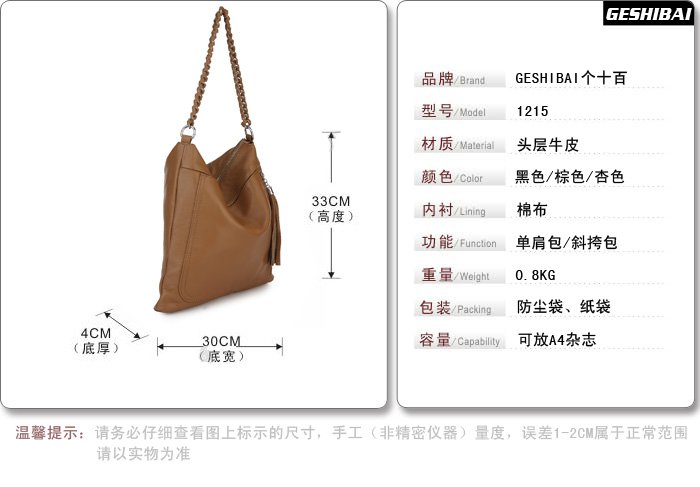 GESHIBAI
33CM
(高度)
4CM
(底厚)
30CM
(底宽)
品牌/Brand GESHIBAI个十百
型号/Model 1215
材质/Material 头层牛皮
颜色/Color 黑色/棕色/杏色
内衬/Lining 棉布
功能/Function 单肩包/斜挎包
重量/Weight 0.8KG
包装/Packing 防尘袋、纸袋
容量/Capability 可放A4杂志
温馨提示：请务必仔细查看图上标示的尺寸，手工（非精密仪器）量度，误差1-2CM属于正常范围
请以实物为准